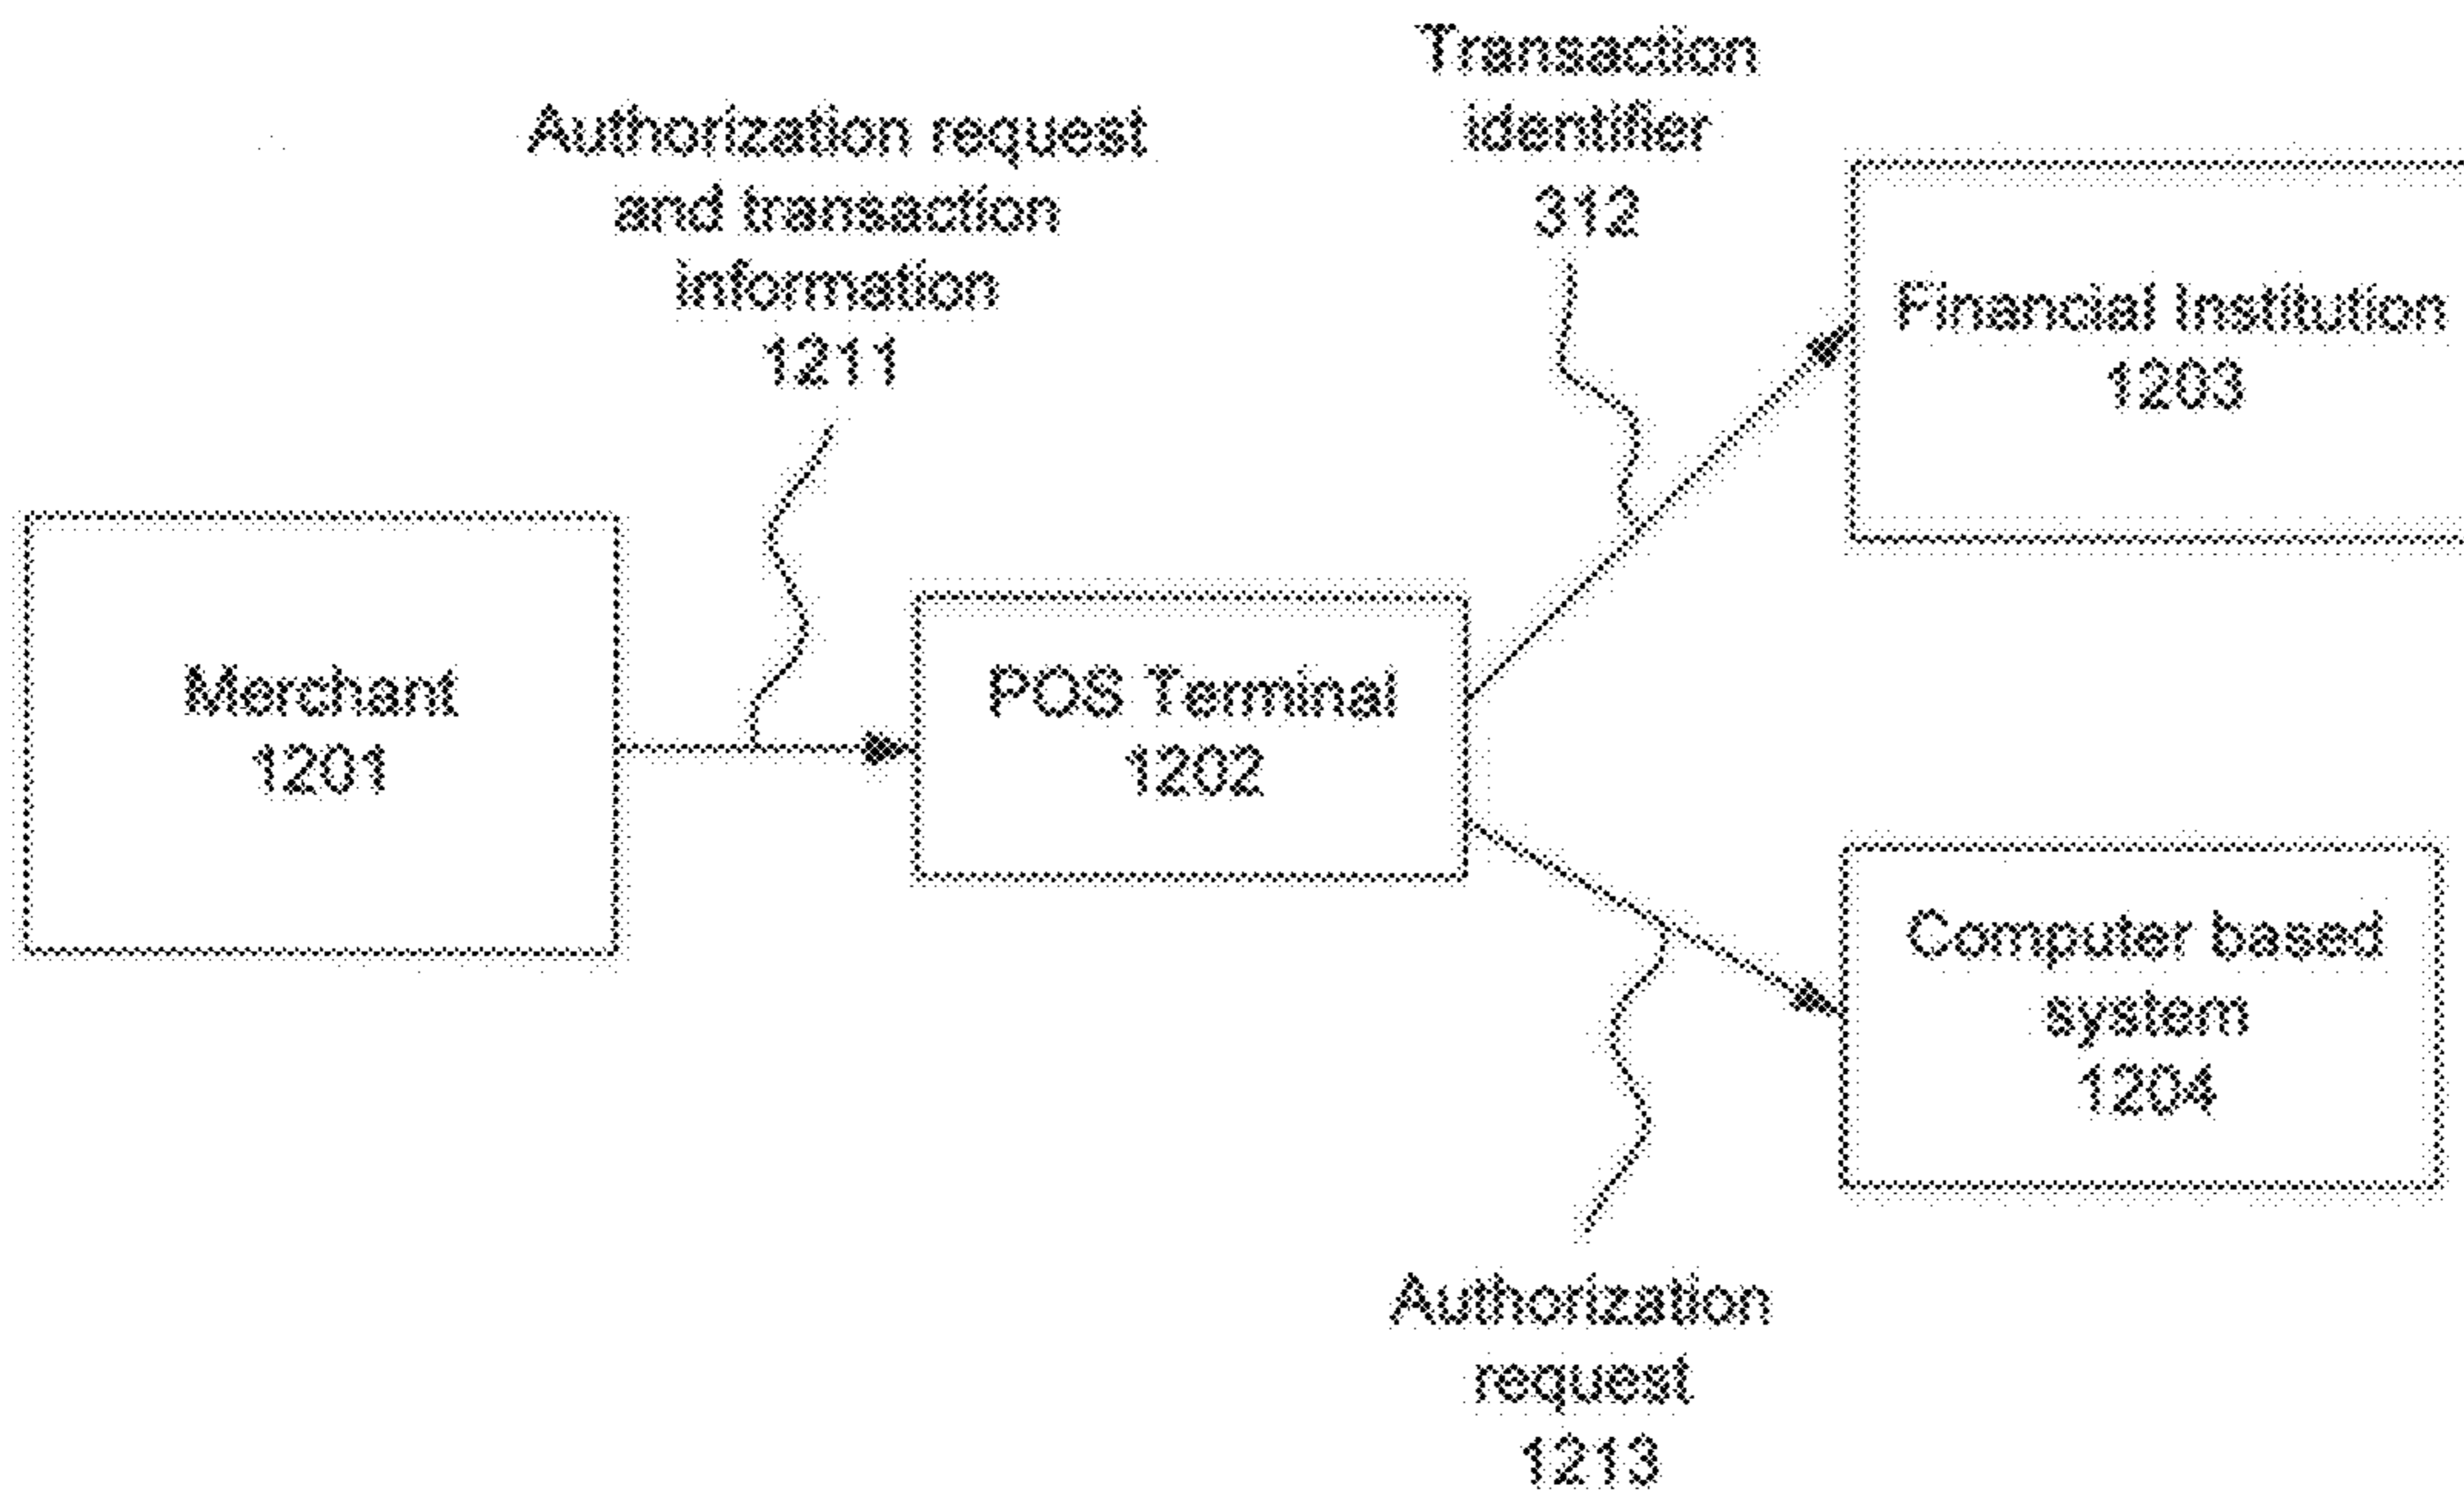 Transaction
identifier
312
Authorization request
and transaction
information
1211
Financial Institution
1203
Merchant
1201
POS Terminal
1202
Computer based
system
1204
Authorization
request
1213